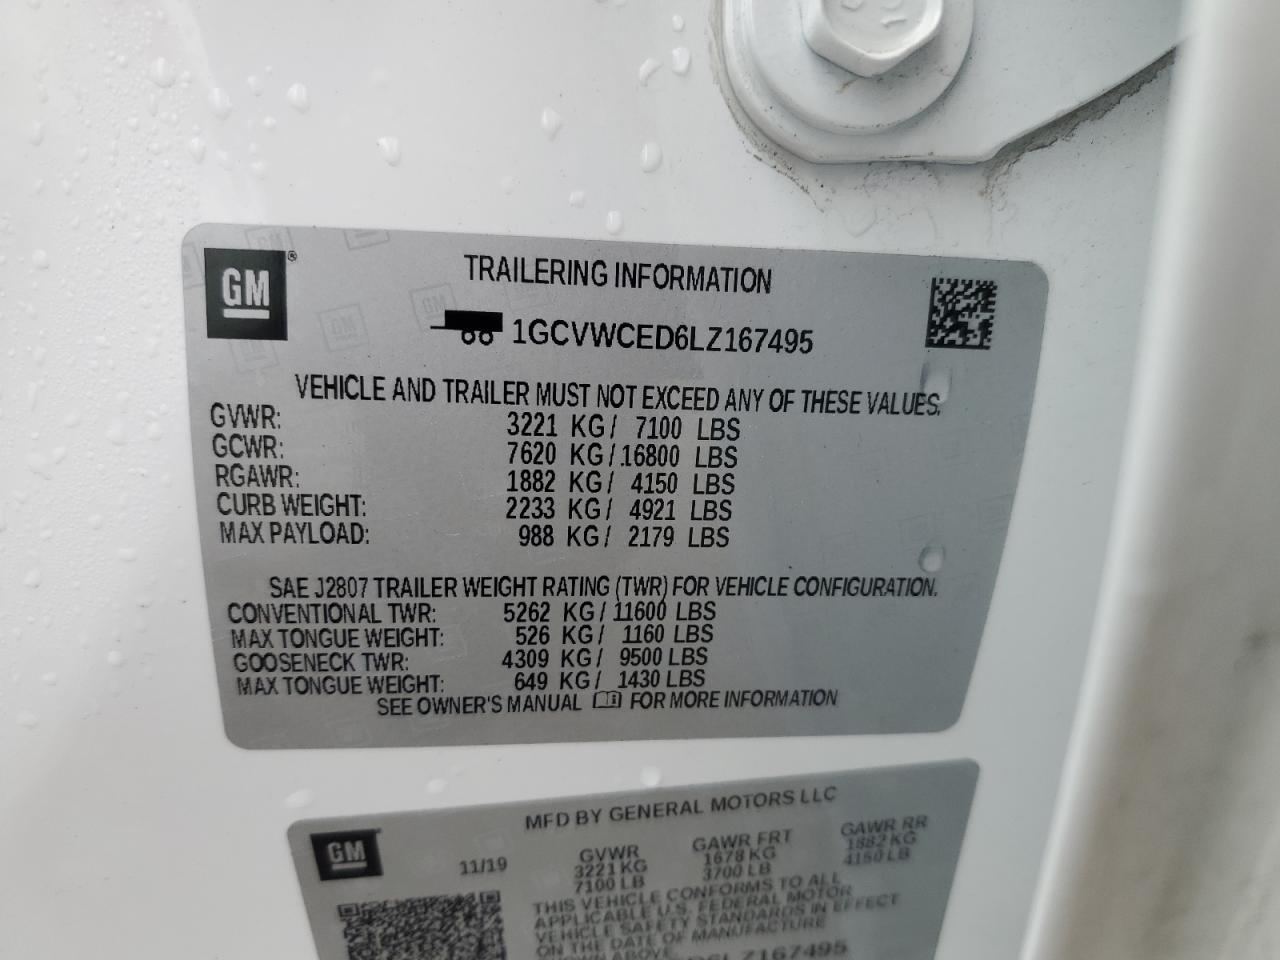 GM®
TRAILERING INFORMATION
1GCVWCED6LZ167495
VEHICLE AND TRAILER MUST NOT EXCEED ANY OF THESE VALUES.
GVWR: 3221 KG/ 7100 LBS
GCWR: 7620 KG/ 16800 LBS
RGAWR: 1882 KG/ 4150 LBS
CURB WEIGHT: 2233 KG/ 4921 LBS
MAX PAYLOAD: 988 KG/ 2179 LBS
SAE J2807 TRAILER WEIGHT RATING (TWR) FOR VEHICLE CONFIGURATION.
CONVENTIONAL TWR: 5262 KG/ 11600 LBS
MAX TONGUE WEIGHT: 526 KG/ 1160 LBS
GOOSENECK TWR: 4309 KG/ 9500 LBS
MAX TONGUE WEIGHT: 649 KG/ 1430 LBS
SEE OWNER'S MANUAL FOR MORE INFORMATION
GM
MFD BY GENERAL MOTORS LLC
11/19
GVWR
3221 KG
7100 LB
GAWR FRT
1678 KG
3700 LB
GAWR RR
1882 KG
4150 LB
THIS VEHICLE CONFORMS TO ALL
APPLICABLE U.S. FEDERAL MOTOR
VEHICLE SAFETY STANDARDS IN EFFECT
ON THE DATE OF MANUFACTURE
SHOWN ABOVE.
ED6LZ167495